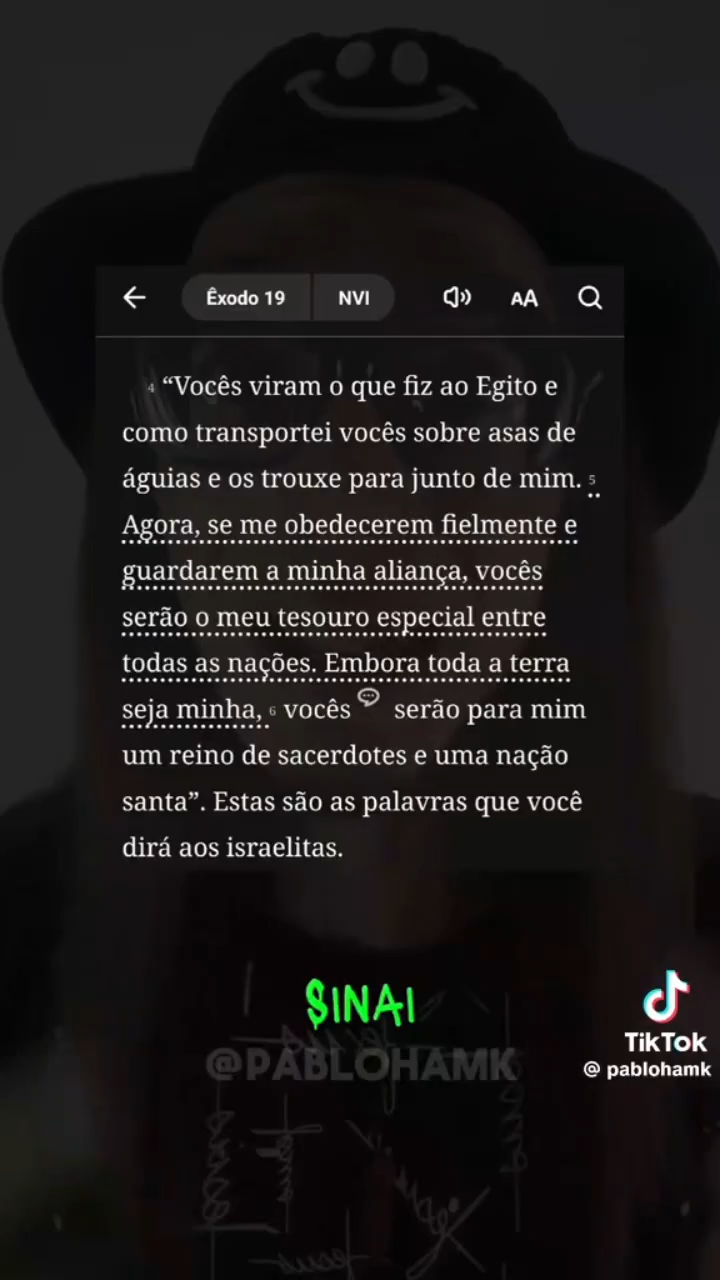 Êxodo 19 NVI AA
4 “Vocês viram o que fiz ao Egito e
como transportei vocês sobre asas de
águias e os trouxe para junto de mim. 5
Agora, se me obedecerem fielmente e
guardarem a minha aliança, vocês
serão o meu tesouro especial entre
todas as nações. Embora toda a terra
seja minha, 6 vocês serão para mim
um reino de sacerdotes e uma nação
santa”. Estas são as palavras que você
dirá aos israelitas.
SINAI
@PABLOHAMK
TikTok
@ pablohamk